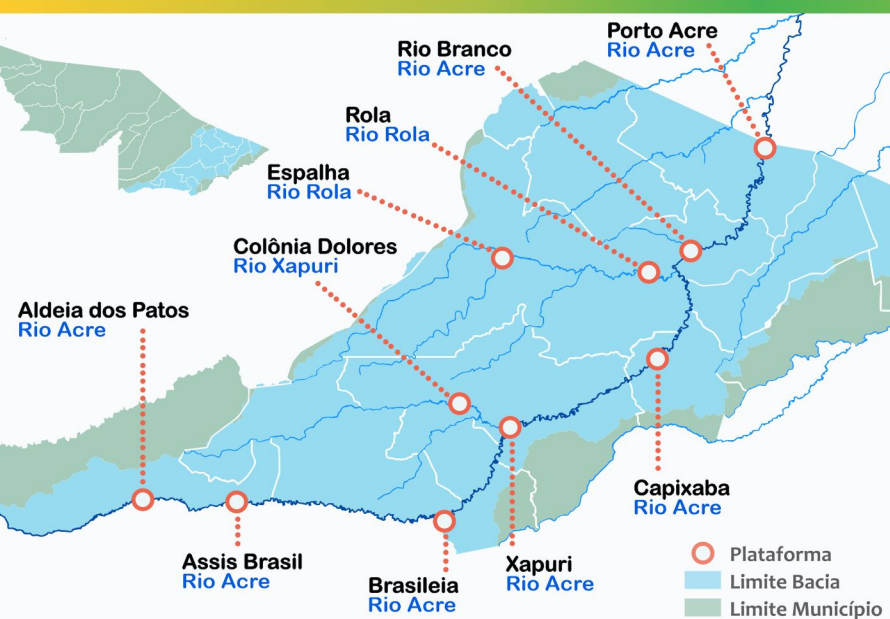 Porto Acre
Rio Acre
Rio Branco
Rio Acre
Rola
Rio Rola
Espalha
Rio Rola
Colônia Dolores
Rio Xapuri
Aldeia dos Patos
Rio Acre
Capixaba
Rio Acre
Assis Brasil
Rio Acre
Brasileia
Rio Acre
Xapuri
Rio Acre
Plataforma
Limite Bacia
Limite Município